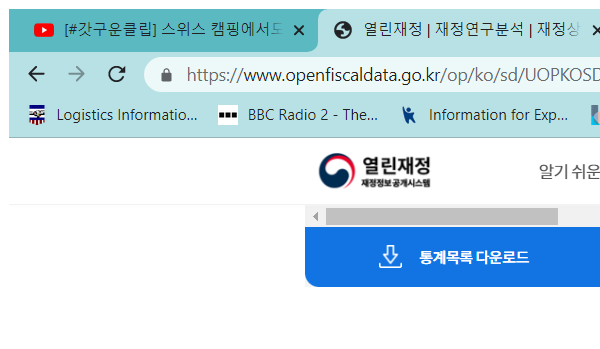 [#갓구운클립] 스위스 캠핑에서도
열린재정 | 재정연구분석 | 재정상
https://www.openfiscaldata.go.kr/op/ko/sd/UOPKOSD
Logistics Informatio... BBC Radio 2 - The... Information for Exp...
열린재정
재정정보공개시스템
알기 쉬운
통계목록 다운로드